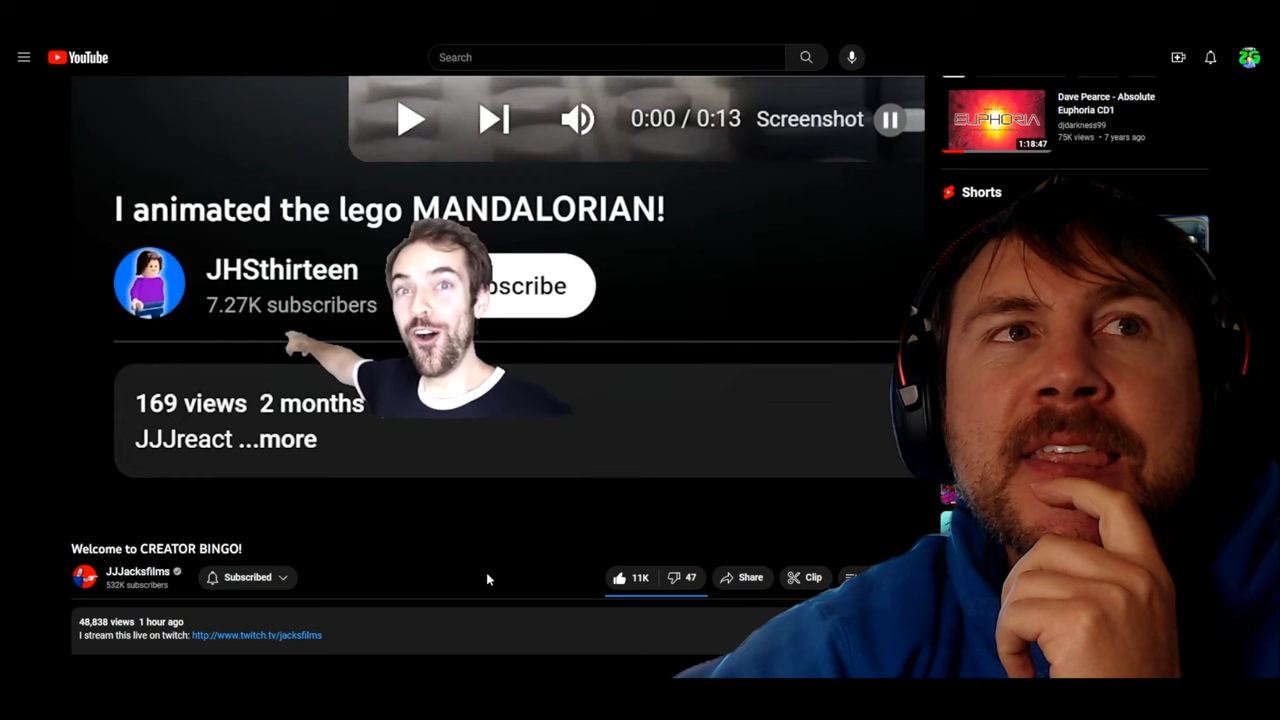 YouTube
Search
0:00 / 0:13 Screenshot
I animated the lego MANDALORIAN!
JHSthirteen
7.27K subscribers
bscribe
169 views 2 months
JJJreact ...more
Welcome to CREATOR BINGO!
JJJacksfilms
532K subscribers
Subscribed
11K
47
Share
Clip
48,838 views 1 hour ago
I stream this live on twitch: http://www.twitch.tv/jacksfilms
EUPHORIA
1:18:47
Dave Pearce - Absolute
Euphoria CD1
djdarkness99
75K views • 7 years ago
Shorts